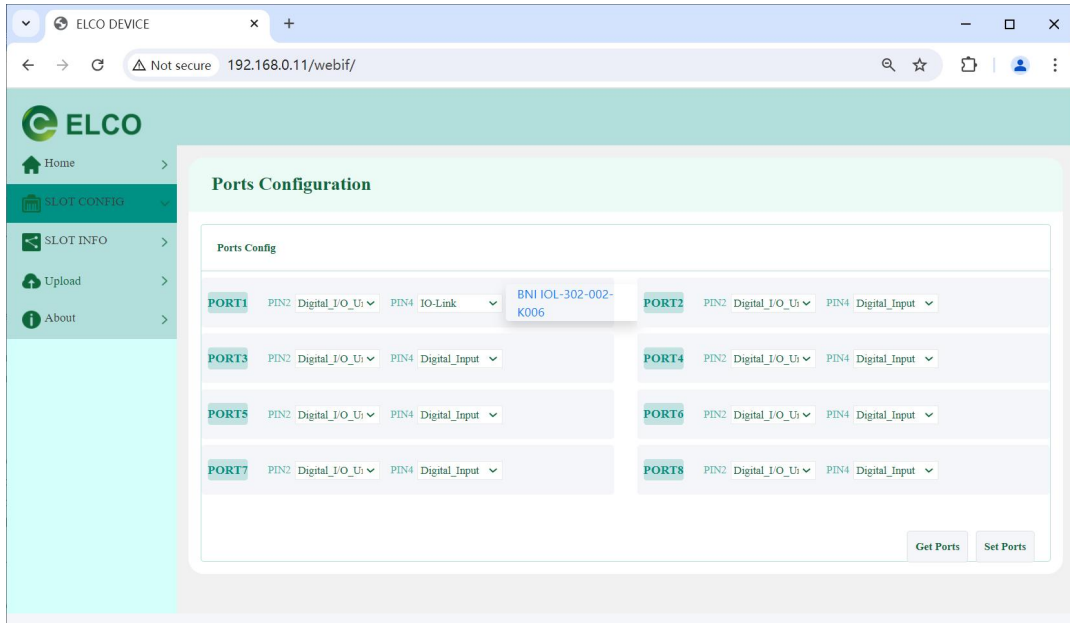 ELCO DEVICE
Not secure 192.168.0.11/webif/
ELCO
Home
SLOT CONFIG
SLOT INFO
Upload
About
Ports Configuration
Ports Config
PORT1 PIN2 Digital_I/O_U PIN4 IO-Link BNI IOL-302-002-
K006
PORT2 PIN2 Digital_I/O_U PIN4 Digital_Input
PORT3 PIN2 Digital_I/O_U PIN4 Digital_Input
PORT4 PIN2 Digital_I/O_U PIN4 Digital_Input
PORT5 PIN2 Digital_I/O_U PIN4 Digital_Input
PORT6 PIN2 Digital_I/O_U PIN4 Digital_Input
PORT7 PIN2 Digital_I/O_U PIN4 Digital_Input
PORT8 PIN2 Digital_I/O_U PIN4 Digital_Input
Get Ports Set Ports